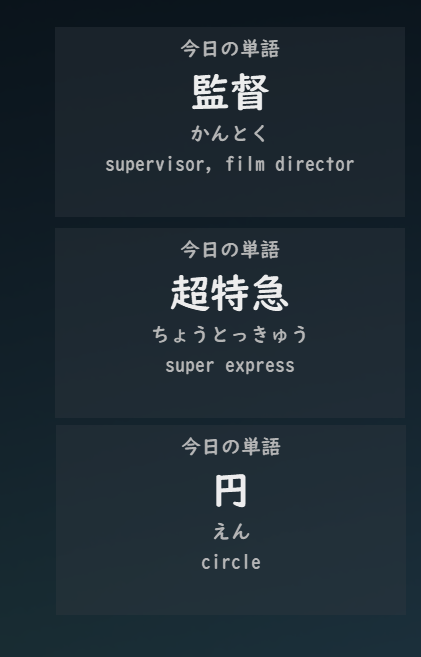 今日の単語
監督
かんとく
supervisor, film director
今日の単語
超特急
ちょうとっきゅう
super express
今日の単語
円
えん
circle